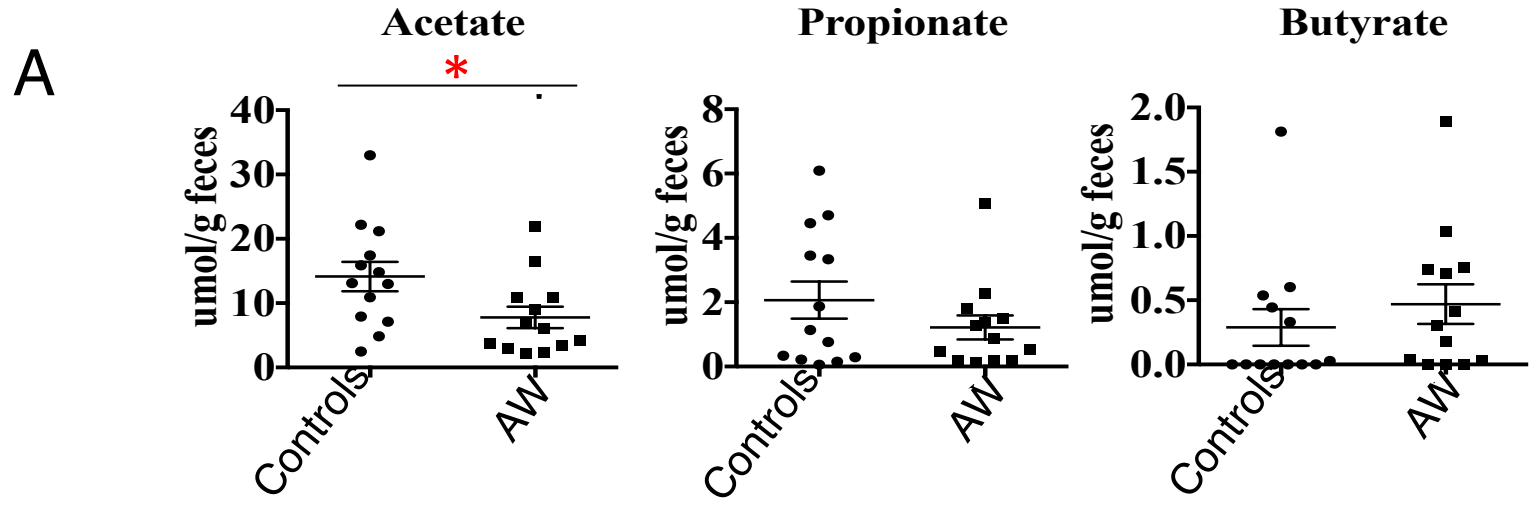 A
Acetate
*
umol/g feces
40
30
20
10
0
Controls
AW
Propionate
umol/g feces
8
6
4
2
0
Controls
AW
Butyrate
umol/g feces
2.0
1.5
1.0
0.5
0.0
Controls
AW